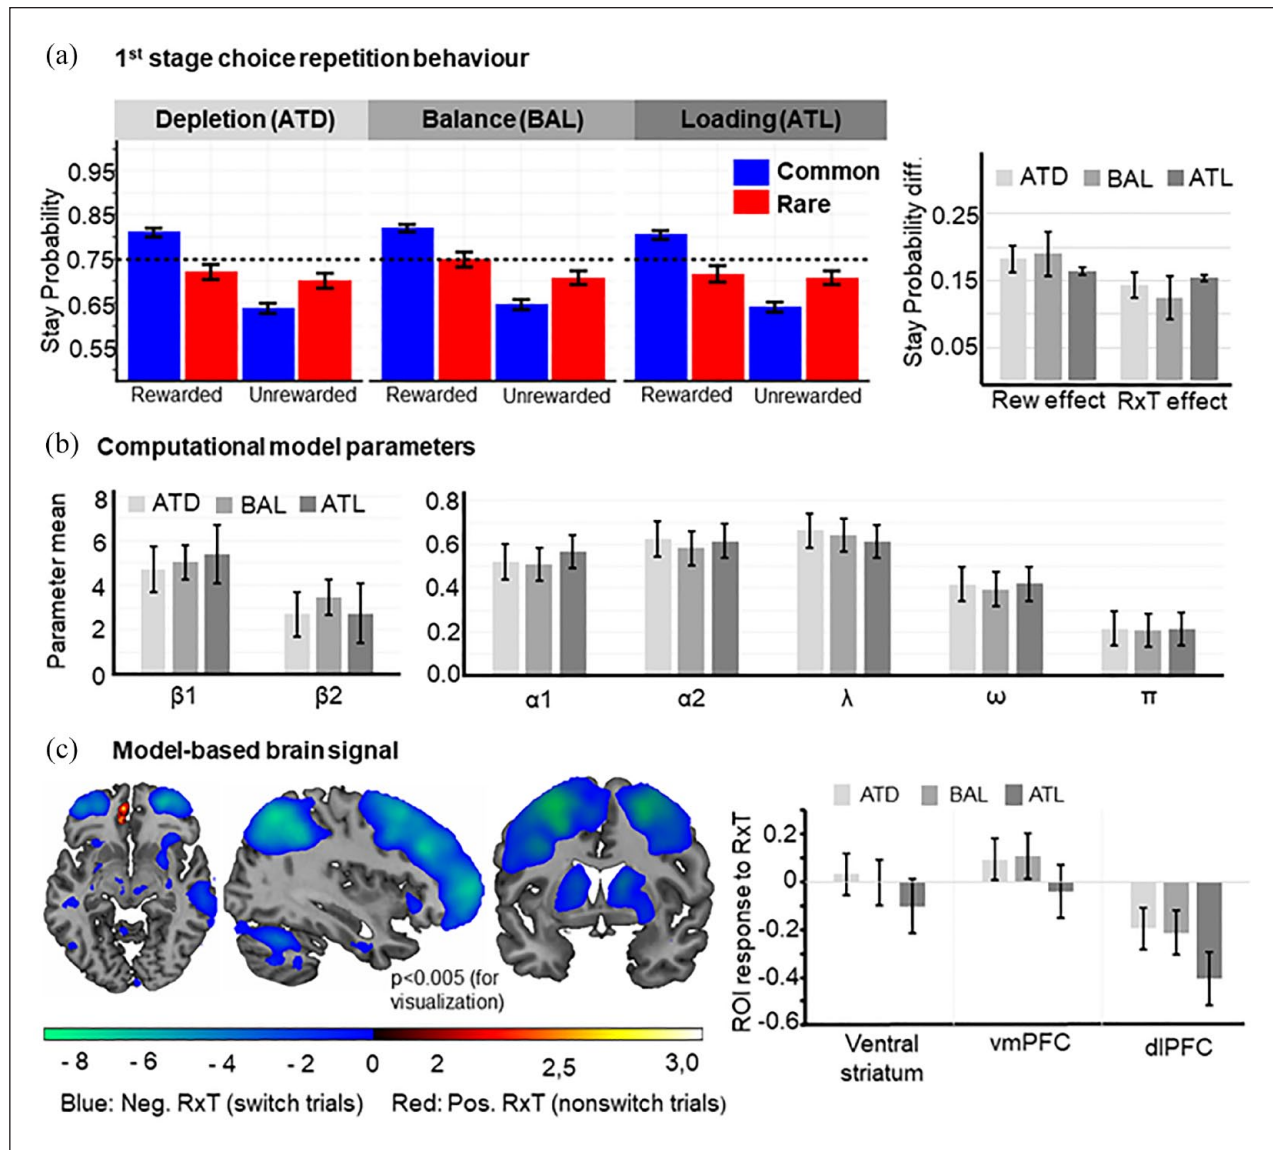 (a) 1st stage choice repetition behaviour
Depletion (ATD) Balance (BAL) Loading (ATL)
Stay Probability
0.95
0.85
0.75
0.65
0.55
Common
Rare
Rewarded Unrewarded Rewarded Unrewarded Rewarded Unrewarded
Stay Probability diff.
ATD BAL ATL
0.25
0.15
0.05
Rew effect RxT effect
(b) Computational model parameters
Parameter mean
8
6
4
2
0
ATD BAL ATL
β1 β2
0.8
0.6
0.4
0.2
0.0
α1 α2 λ ω π
(c) Model-based brain signal
p<0.005 (for
visualization)
- 8 - 6 - 4 - 2 0 2 2,5 3,0
Blue: Neg. RxT (switch trials) Red: Pos. RxT (nonswitch trials)
ATD BAL ATL
ROI response to RxT
0.2
0
-0.2
-0.4
-0.6
Ventral
striatum
vmPFC
dlPFC